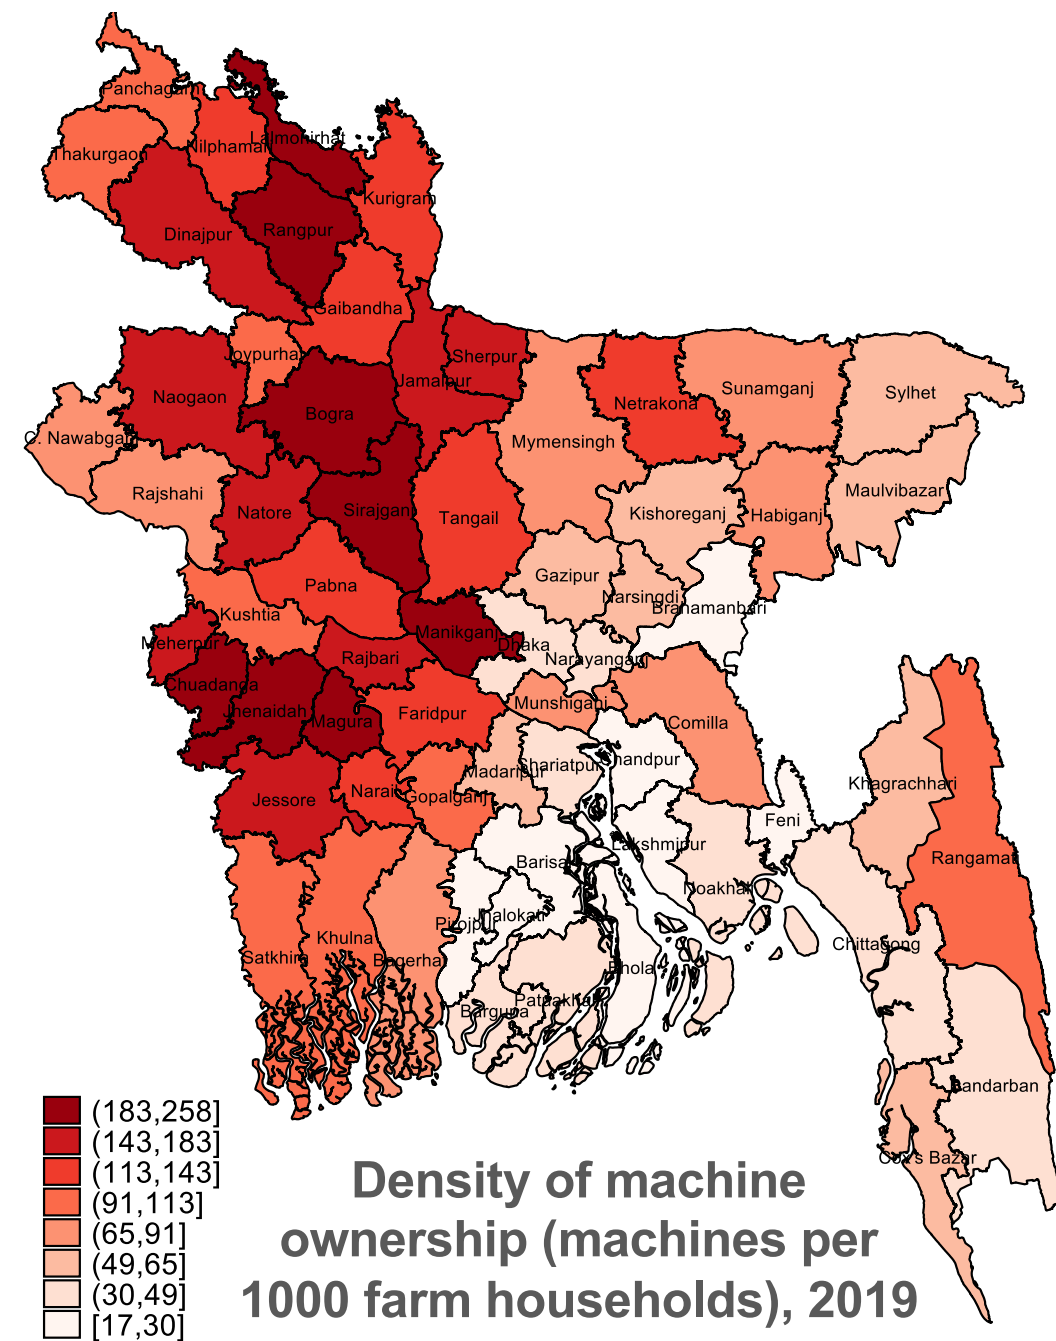 Panchagarh
Thakurgaon
Nilphamari
Lalmonirhat
Kurigram
Dinajpur
Rangpur
Gaibandha
Joypurhat
Jamalpur
Sherpur
Naogaon
Bogra
Netrakona
Sunamganj
Sylhet
C. Nawabganj
Mymensingh
Rajshahi
Natore
Sirajganj
Tangail
Kishoreganj
Habiganj
Maulvibazar
Pabna
Gazipur
Narsingdi
Brahamanbari
Kushtia
Meherpur
Rajbari
Manikganj
Dhaka
Narayanganj
Chuadanga
Jhenaidah
Magura
Faridpur
Munshiganj
Comilla
Jessore
Narail
Gopalganj
Madaripur
Shariatpur
Chandpur
Khagrachhari
Feni
Lakshmipur
Barisal
Rangamati
Noakhali
Pirojpur
Jhalokati
Satkhira
Khulna
Bagerhat
Bhola
Chittagong
Barguna
Patuakhali
Bandarban
Cox's Bazar
(183,258]
(143,183]
(113,143]
(91,113]
(65,91]
(49,65]
(30,49]
[17,30]
Density of machine
ownership (machines per
1000 farm households), 2019